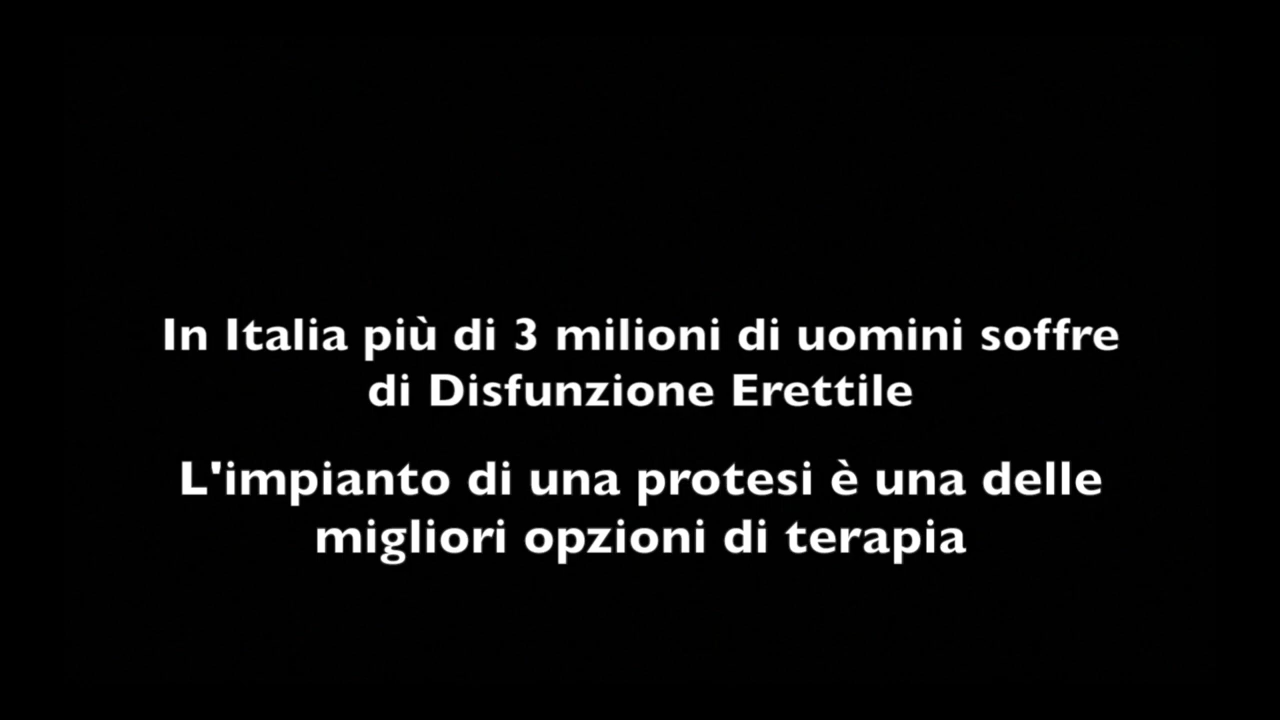 In Italia più di 3 milioni di uomini soffre
di Disfunzione Erettile
L'impianto di una protesi è una delle
migliori opzioni di terapia